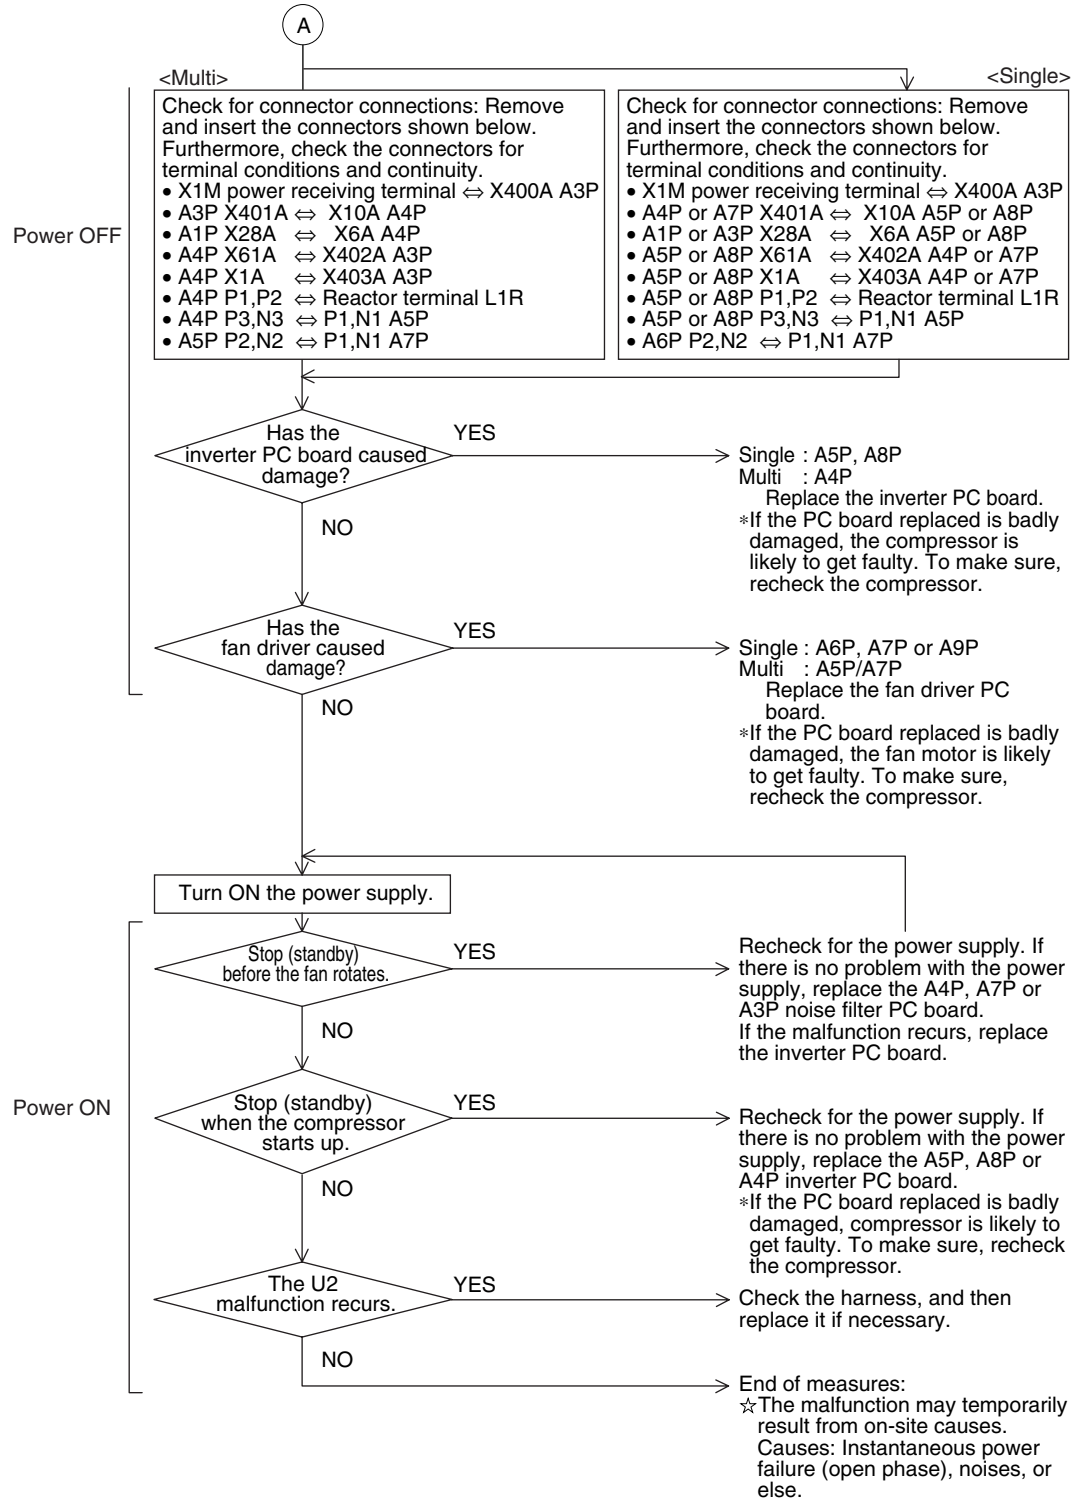 A
<Multi>
Check for connector connections: Remove
and insert the connectors shown below.
Furthermore, check the connectors for
terminal conditions and continuity.
• X1M power receiving terminal ⇔ X400A A3P
• A3P X401A ⇔ X10A A4P
• A1P X28A ⇔ X6A A4P
• A4P X61A ⇔ X402A A3P
• A4P X1A ⇔ X403A A3P
• A4P P1,P2 ⇔ Reactor terminal L1R
• A4P P3,N3 ⇔ P1,N1 A5P
• A5P P2,N2 ⇔ P1,N1 A7P
<Single>
Check for connector connections: Remove
and insert the connectors shown below.
Furthermore, check the connectors for
terminal conditions and continuity.
• X1M power receiving terminal ⇔ X400A A3P
• A4P or A7P X401A ⇔ X10A A5P or A8P
• A1P or A3P X28A ⇔ X6A A5P or A8P
• A5P or A8P X61A ⇔ X402A A4P or A7P
• A5P or A8P X1A ⇔ X403A A4P or A7P
• A5P or A8P P1,P2 ⇔ Reactor terminal L1R
• A5P or A8P P3,N3 ⇔ P1,N1 A5P
• A6P P2,N2 ⇔ P1,N1 A7P
Power OFF
Has the
inverter PC board caused
damage?
YES
Single : A5P, A8P
Multi : A4P
Replace the inverter PC board.
*If the PC board replaced is badly
damaged, the compressor is
likely to get faulty. To make sure,
recheck the compressor.
NO
Has the
fan driver caused
damage?
YES
Single : A6P, A7P or A9P
Multi : A5P/A7P
Replace the fan driver PC
board.
*If the PC board replaced is badly
damaged, the fan motor is likely
to get faulty. To make sure,
recheck the compressor.
NO
Turn ON the power supply.
Power ON
Stop (standby)
before the fan rotates.
YES
Recheck for the power supply. If
there is no problem with the power
supply, replace the A4P, A7P or
A3P noise filter PC board.
If the malfunction recurs, replace
the inverter PC board.
NO
Stop (standby)
when the compressor
starts up.
YES
Recheck for the power supply. If
there is no problem with the power
supply, replace the A5P, A8P or
A4P inverter PC board.
*If the PC board replaced is badly
damaged, compressor is likely to
get faulty. To make sure, recheck
the compressor.
NO
The U2
malfunction recurs.
YES
Check the harness, and then
replace it if necessary.
NO
End of measures:
☆The malfunction may temporarily
result from on-site causes.
Causes: Instantaneous power
failure (open phase), noises, or
else.